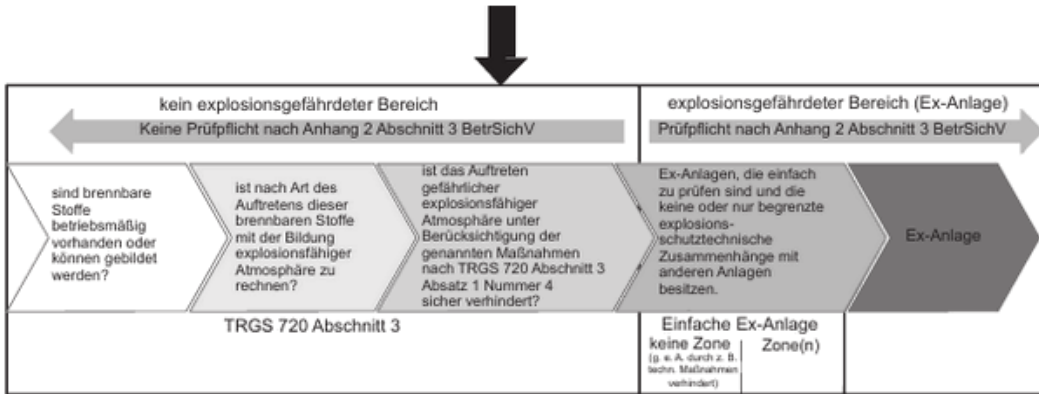 kein explosionsgefährdeter Bereich
Keine Prüfpflicht nach Anhang 2 Abschnitt 3 BetrSichV
explosionsgefährdeter Bereich (Ex-Anlage)
Prüfpflicht nach Anhang 2 Abschnitt 3 BetrSichV
sind brennbare
Stoffe
betriebsmäßig
vorhanden oder
können gebildet
werden?
ist nach Art des
Auftretens dieser
brennbaren Stoffe
mit der Bildung
explosionsfähiger
Atmosphäre zu
rechnen?
ist das Auftreten
gefährlicher
explosionsfähiger
Atmosphäre unter
Berücksichtigung der
genannten Maßnahmen
nach TRGS 720 Abschnitt 3
Absatz 1 Nummer 4
sicher verhindert?
Ex-Anlagen, die einfach
zu prüfen sind und die
keine oder nur begrenzte
explosions-
schutztechnische
Zusammenhänge mit
anderen Anlagen
besitzen.
Ex-Anlage
TRGS 720 Abschnitt 3
Einfache Ex-Anlage
keine Zone
(g. e. A. durch z. B.
techn. Maßnahmen
verhindert)
Zone(n)